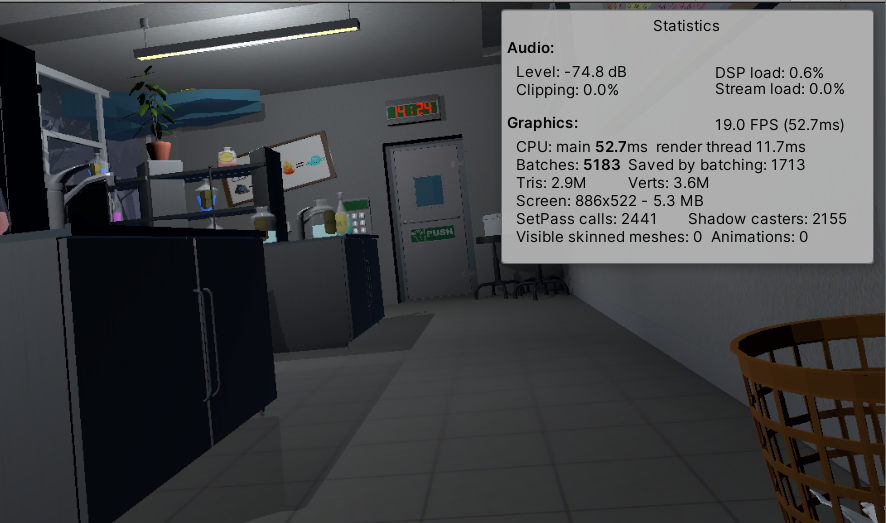 Statistics
Audio:
Level: -74.8 dB DSP load: 0.6%
Clipping: 0.0% Stream load: 0.0%
Graphics: 19.0 FPS (52.7ms)
CPU: main 52.7ms render thread 11.7ms
Batches: 5183 Saved by batching: 1713
Tris: 2.9M Verts: 3.6M
Screen: 886x522 - 5.3 MB
SetPass calls: 2441 Shadow casters: 2155
Visible skinned meshes: 0 Animations: 0
14:24
PUSH